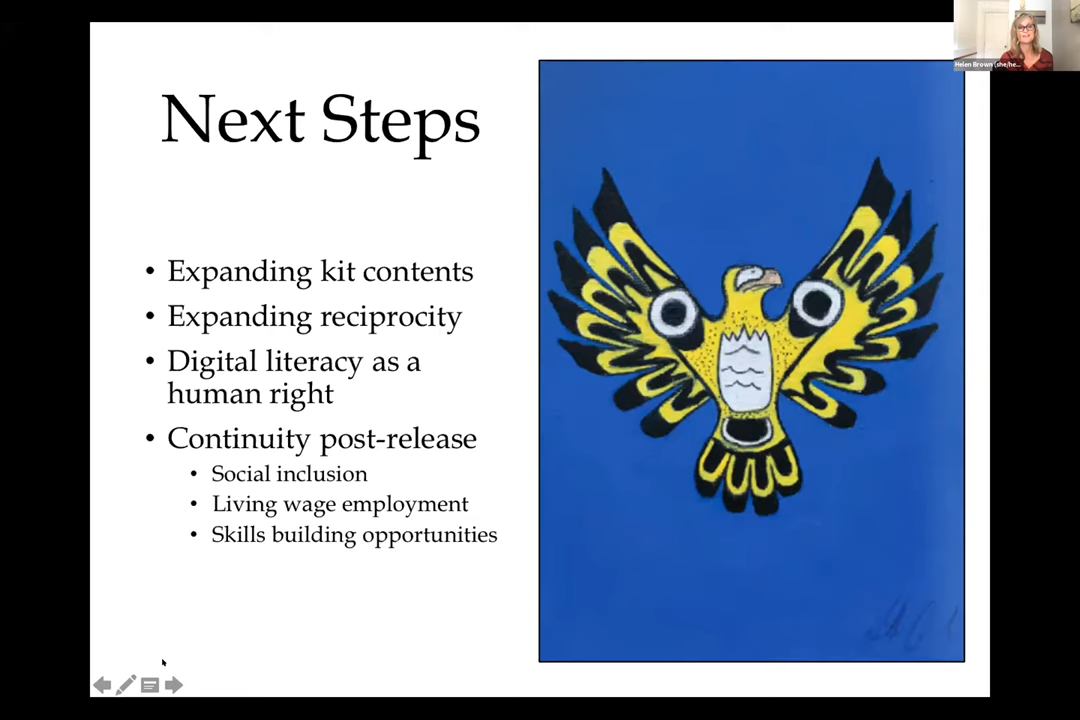 Helen Brown (she/he...
Next Steps
• Expanding kit contents
• Expanding reciprocity
• Digital literacy as a
human right
• Continuity post-release
• Social inclusion
• Living wage employment
• Skills building opportunities